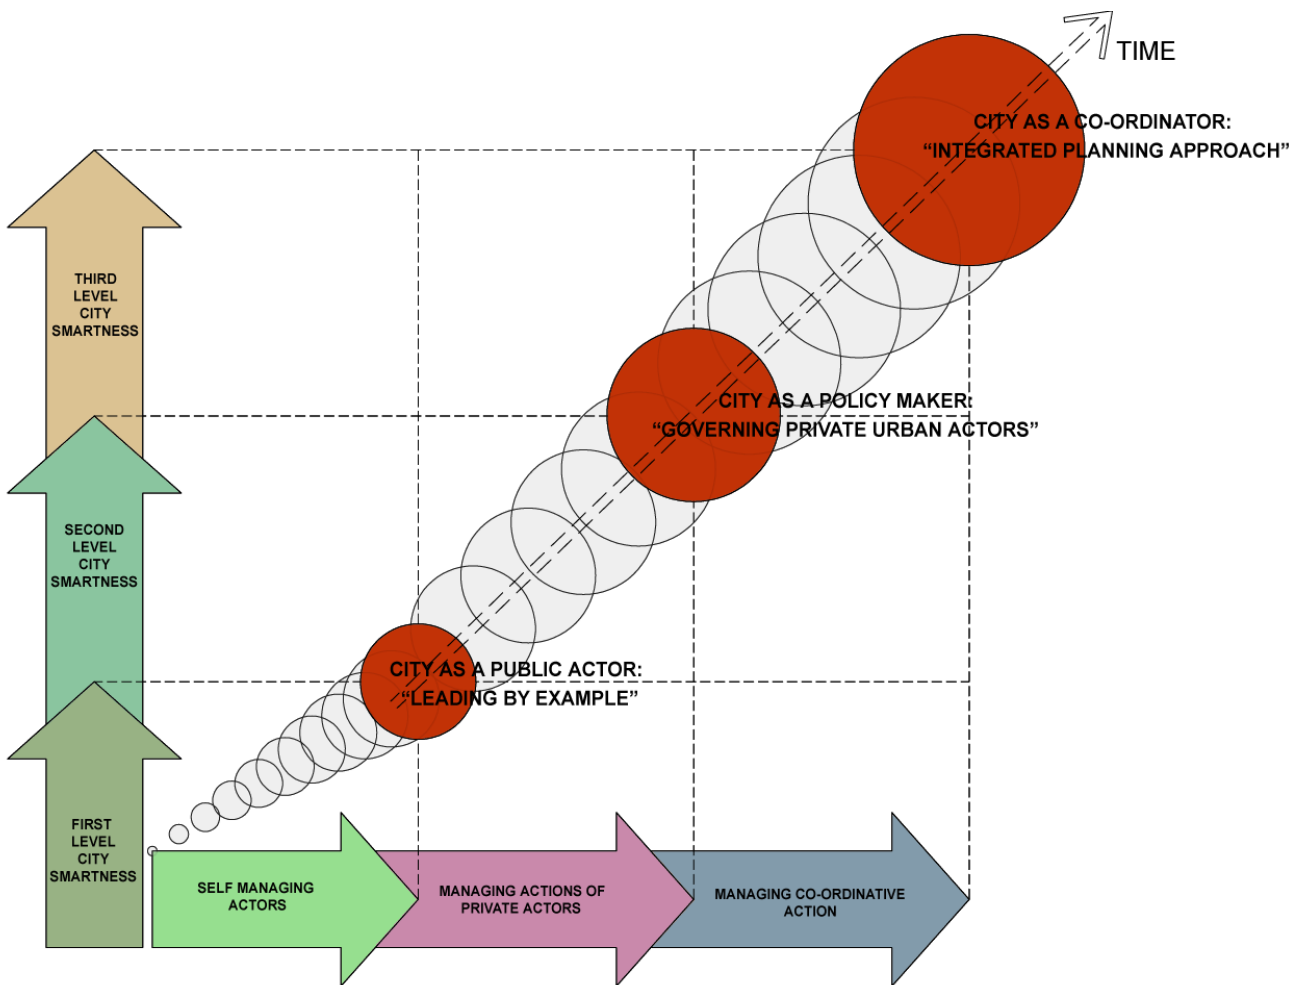 TIME
CITY AS A CO-ORDINATOR:
“INTEGRATED PLANNING APPROACH”
THIRD
LEVEL
CITY
SMARTNESS
CITY AS A POLICY MAKER:
“GOVERNING PRIVATE URBAN ACTORS”
SECOND
LEVEL
CITY
SMARTNESS
CITY AS A PUBLIC ACTOR:
“LEADING BY EXAMPLE”
FIRST
LEVEL
CITY
SMARTNESS
SELF MANAGING
ACTORS
MANAGING ACTIONS OF
PRIVATE ACTORS
MANAGING CO-ORDINATIVE
ACTION